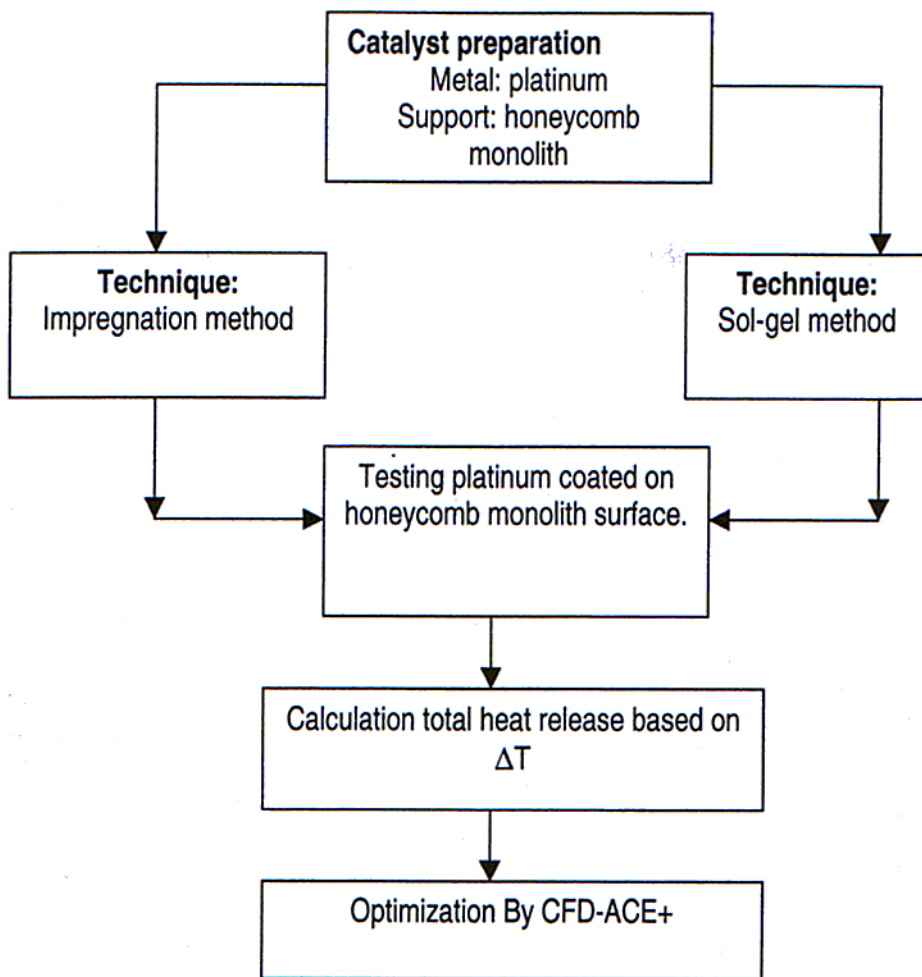 Catalyst preparation
Metal: platinum
Support: honeycomb
monolith
Technique:
Impregnation method
Technique:
Sol-gel method
Testing platinum coated on
honeycomb monolith surface.
Calculation total heat release based on
ΔT
Optimization By CFD-ACE+